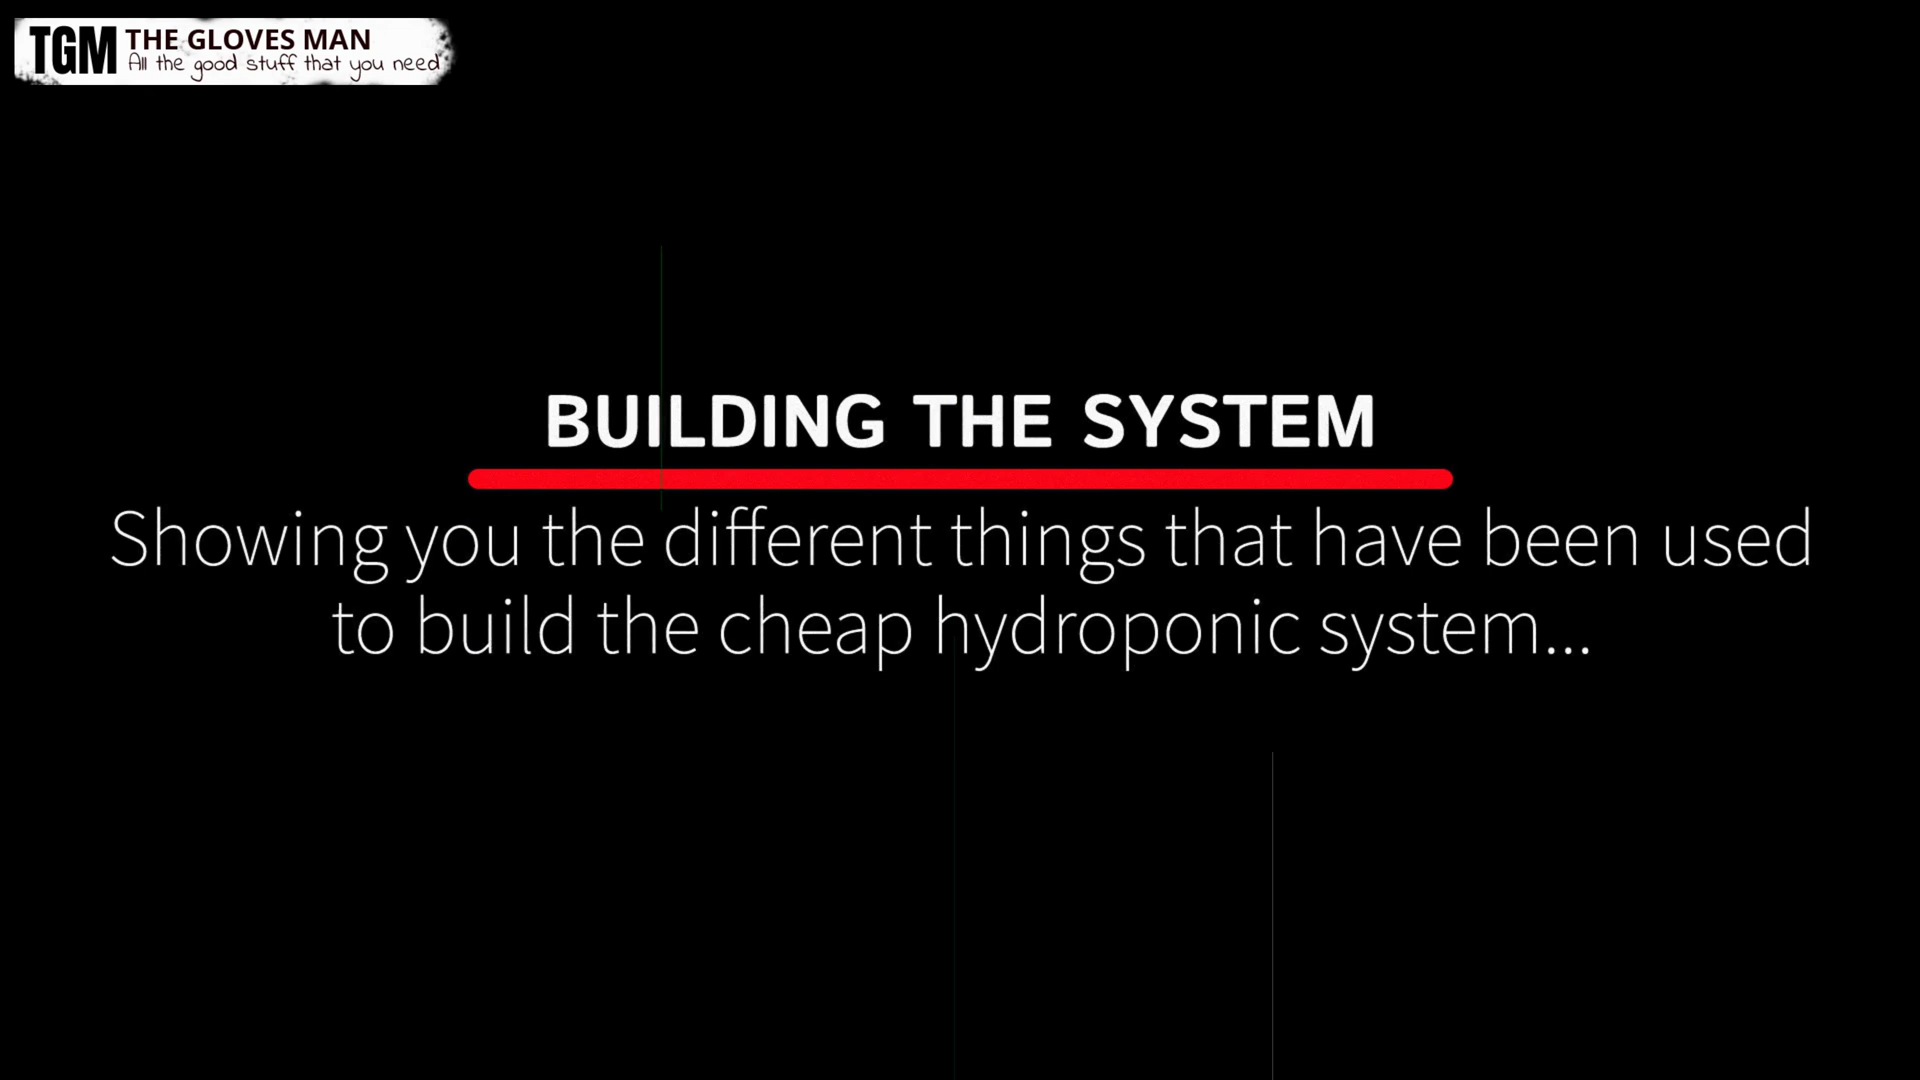 TGM THE GLOVES MAN
All the good stuff that you need
BUILDING THE SYSTEM
Showing you the different things that have been used
to build the cheap hydroponic system...